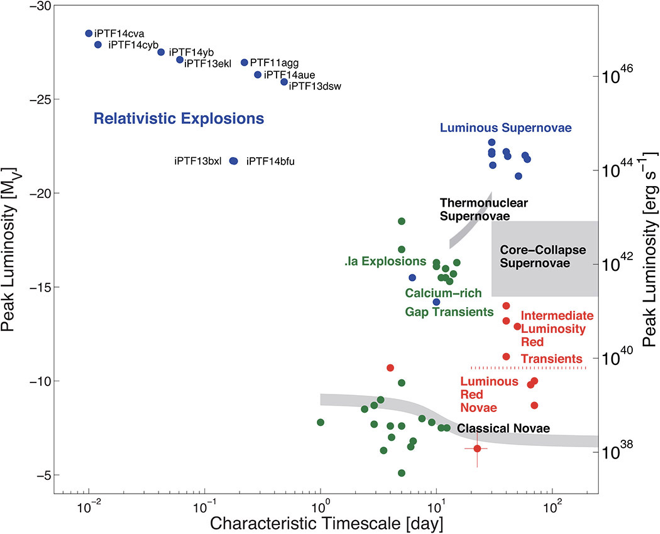 −30
−25
−20
−15
−10
−5
Peak Luminosity [M_V]
iPTF14cva
iPTF14cyb
iPTF14yb
iPTF13ekl
PTF11agg
iPTF14aue
iPTF13dsw
Relativistic Explosions
iPTF13bxl
iPTF14bfu
Luminous Supernovae
Thermonuclear
Supernovae
Core−Collapse
Supernovae
.Ia Explosions
Calcium−rich
Gap Transients
Intermediate
Luminosity
Red
Transients
Luminous
Red
Novae
Classical Novae
10^46
10^44
10^42
10^40
10^38
Peak Luminosity [erg s^−1]
10^−2
10^−1
10^0
10^1
10^2
Characteristic Timescale [day]